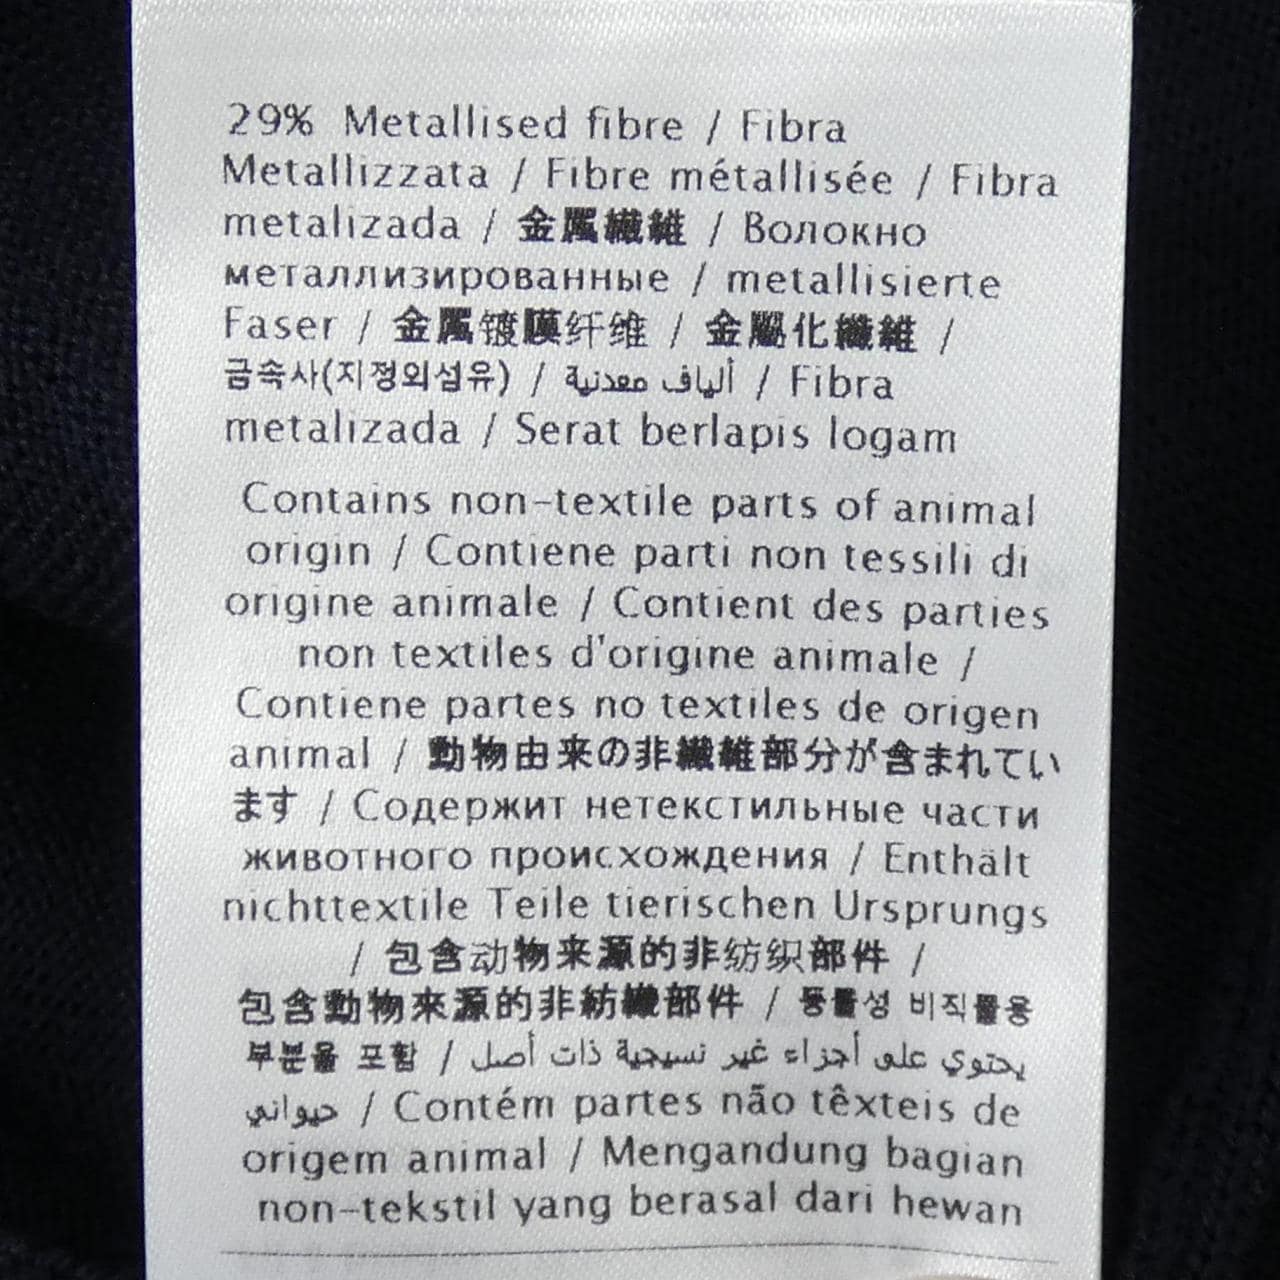 29% Metallised fibre / Fibra
Metallizzata / Fibre métallisée / Fibra
metalizada / 金属繊維 / Волокно
металлизированные / metallisierte
Faser / 金属镀膜纤维 / 金屬化纖維 /
금속사(지정외섬유) / ألياف معدنية / Fibra
metalizada / Serat berlapis logam
Contains non-textile parts of animal
origin / Contiene parti non tessili di
origine animale / Contient des parties
non textiles d'origine animale /
Contiene partes no textiles de origen
animal / 動物由来の非繊維部分が含まれてい
ます / Содержит нетекстильные части
животного происхождения / Enthält
nichttextile Teile tierischen Ursprungs
/ 包含动物来源的非纺织部件 /
包含動物來源的非紡織部件 / 동물성 비직물용
부분을 포함 / يحتوي على أجزاء غير نسيجية ذات أصل
حيواني / Contém partes não têxteis de
origem animal / Mengandung bagian
non-tekstil yang berasal dari hewan